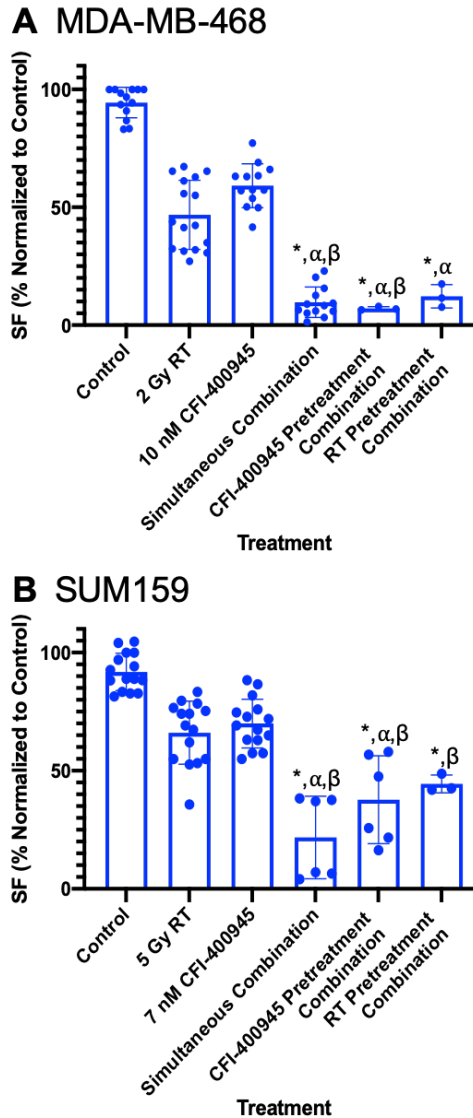 A MDA-MB-468
SF (% Normalized to Control)
100
50
0
*,α,β
*,α,β
*,α
Control
2 Gy RT
10 nM CFI-400945
Simultaneous Combination
CFI-400945 Pretreatment
Combination
RT Pretreatment
Combination
Treatment
B SUM159
SF (% Normalized to Control)
100
50
0
*,α,β
*,α,β
*,β
Control
5 Gy RT
7 nM CFI-400945
Simultaneous Combination
CFI-400945 Pretreatment
Combination
RT Pretreatment
Combination
Treatment